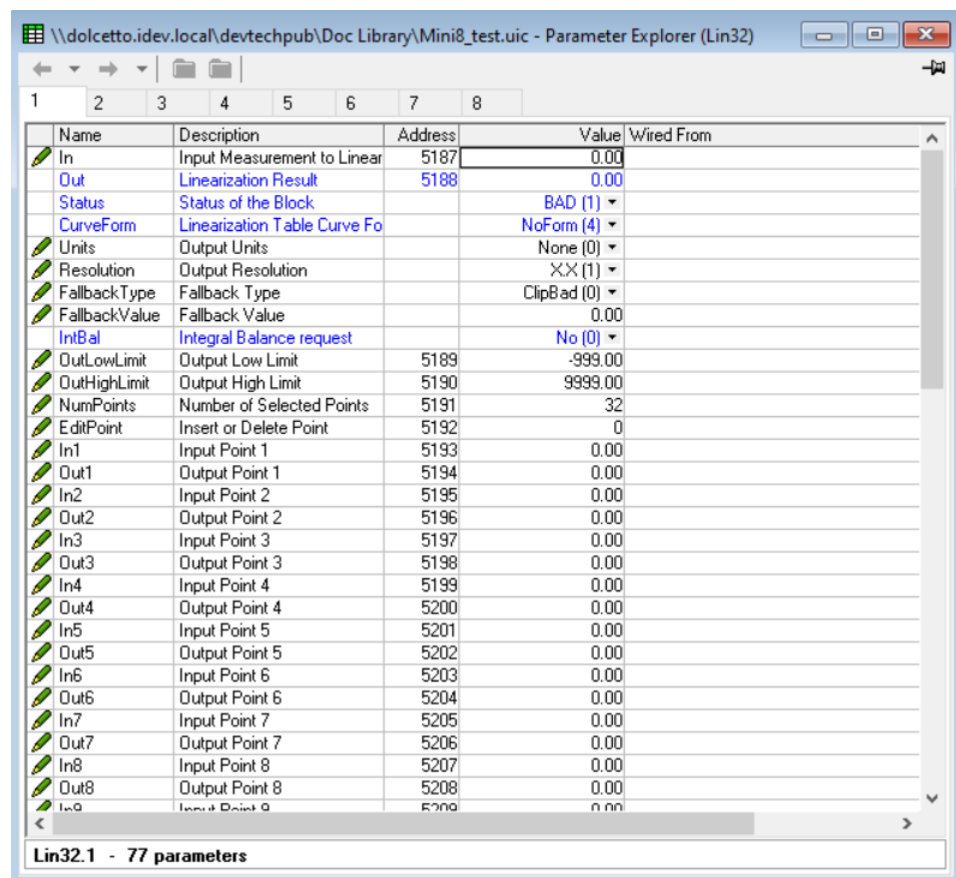 \\dolcetto.idev.local\devtechpub\Doc Library\Mini8_test.uic - Parameter Explorer (Lin32)
1 2 3 4 5 6 7 8
Name Description Address Value Wired From
In Input Measurement to Linear 5187 0.00
Out Linearization Result 5188 0.00
Status Status of the Block BAD (1)
CurveForm Linearization Table Curve Fo NoForm (4)
Units Output Units None (0)
Resolution Output Resolution X.X (1)
FallbackType Fallback Type ClipBad (0)
FallbackValue Fallback Value 0.00
IntBal Integral Balance request No (0)
OutLowLimit Output Low Limit 5189 -999.00
OutHighLimit Output High Limit 5190 9999.00
NumPoints Number of Selected Points 5191 32
EditPoint Insert or Delete Point 5192 0
In1 Input Point 1 5193 0.00
Out1 Output Point 1 5194 0.00
In2 Input Point 2 5195 0.00
Out2 Output Point 2 5196 0.00
In3 Input Point 3 5197 0.00
Out3 Output Point 3 5198 0.00
In4 Input Point 4 5199 0.00
Out4 Output Point 4 5200 0.00
In5 Input Point 5 5201 0.00
Out5 Output Point 5 5202 0.00
In6 Input Point 6 5203 0.00
Out6 Output Point 6 5204 0.00
In7 Input Point 7 5205 0.00
Out7 Output Point 7 5206 0.00
In8 Input Point 8 5207 0.00
Out8 Output Point 8 5208 0.00
In9 Input Point 9 5209 0.00
Lin32.1 - 77 parameters